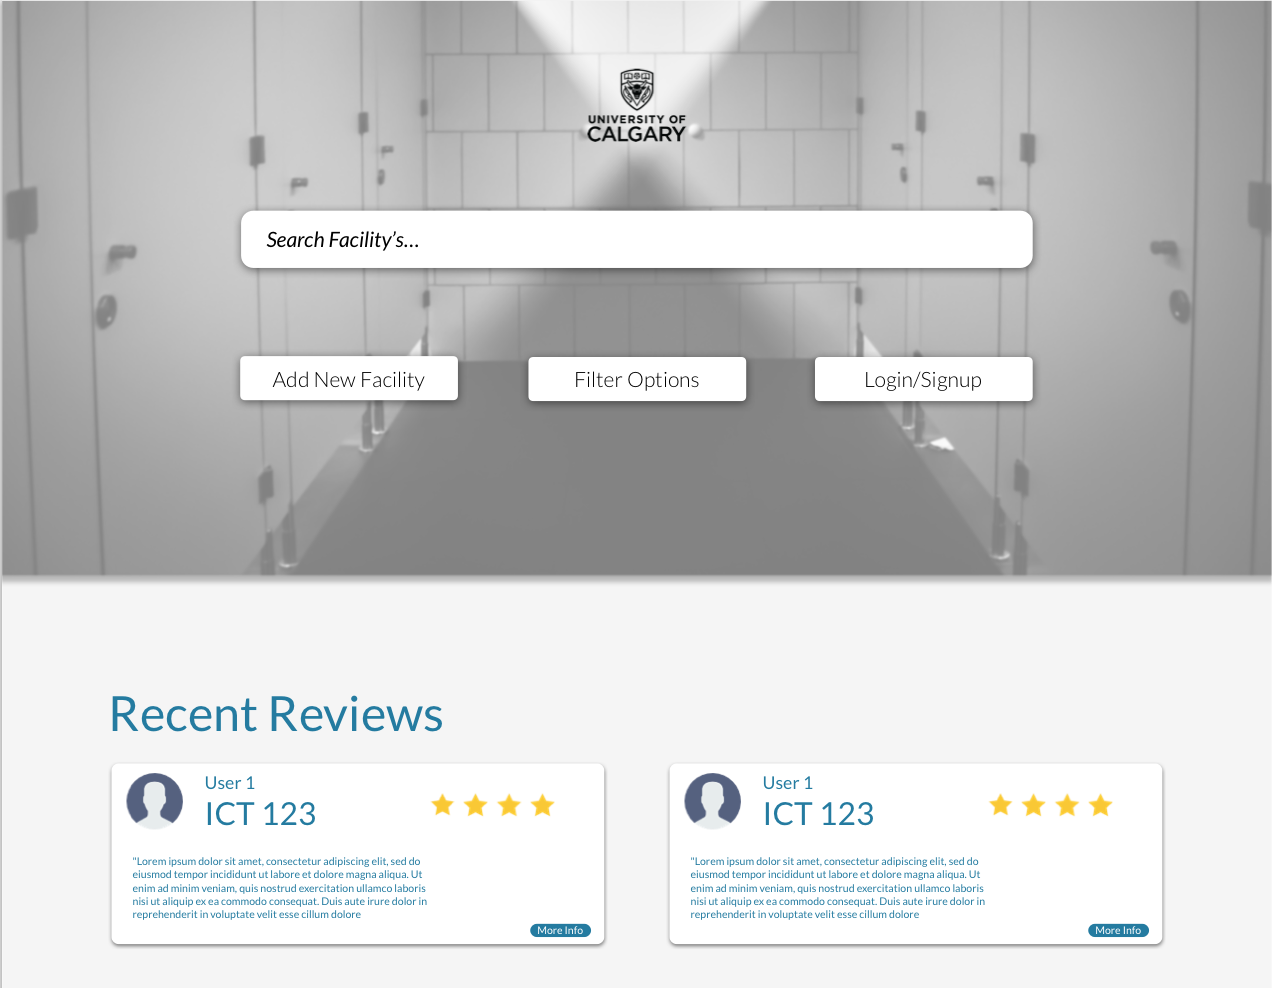 UNIVERSITY OF
CALGARY
Search Facility’s...
Add New Facility
Filter Options
Login/Signup
Recent Reviews
User 1
ICT 123
"Lorem ipsum dolor sit amet, consectetur adipiscing elit, sed do
eiusmod tempor incididunt ut labore et dolore magna aliqua. Ut
enim ad minim veniam, quis nostrud exercitation ullamco laboris
nisi ut aliquip ex ea commodo consequat. Duis aute irure dolor in
reprehenderit in voluptate velit esse cillum dolore
More Info
User 1
ICT 123
"Lorem ipsum dolor sit amet, consectetur adipiscing elit, sed do
eiusmod tempor incididunt ut labore et dolore magna aliqua. Ut
enim ad minim veniam, quis nostrud exercitation ullamco laboris
nisi ut aliquip ex ea commodo consequat. Duis aute irure dolor in
reprehenderit in voluptate velit esse cillum dolore
More Info